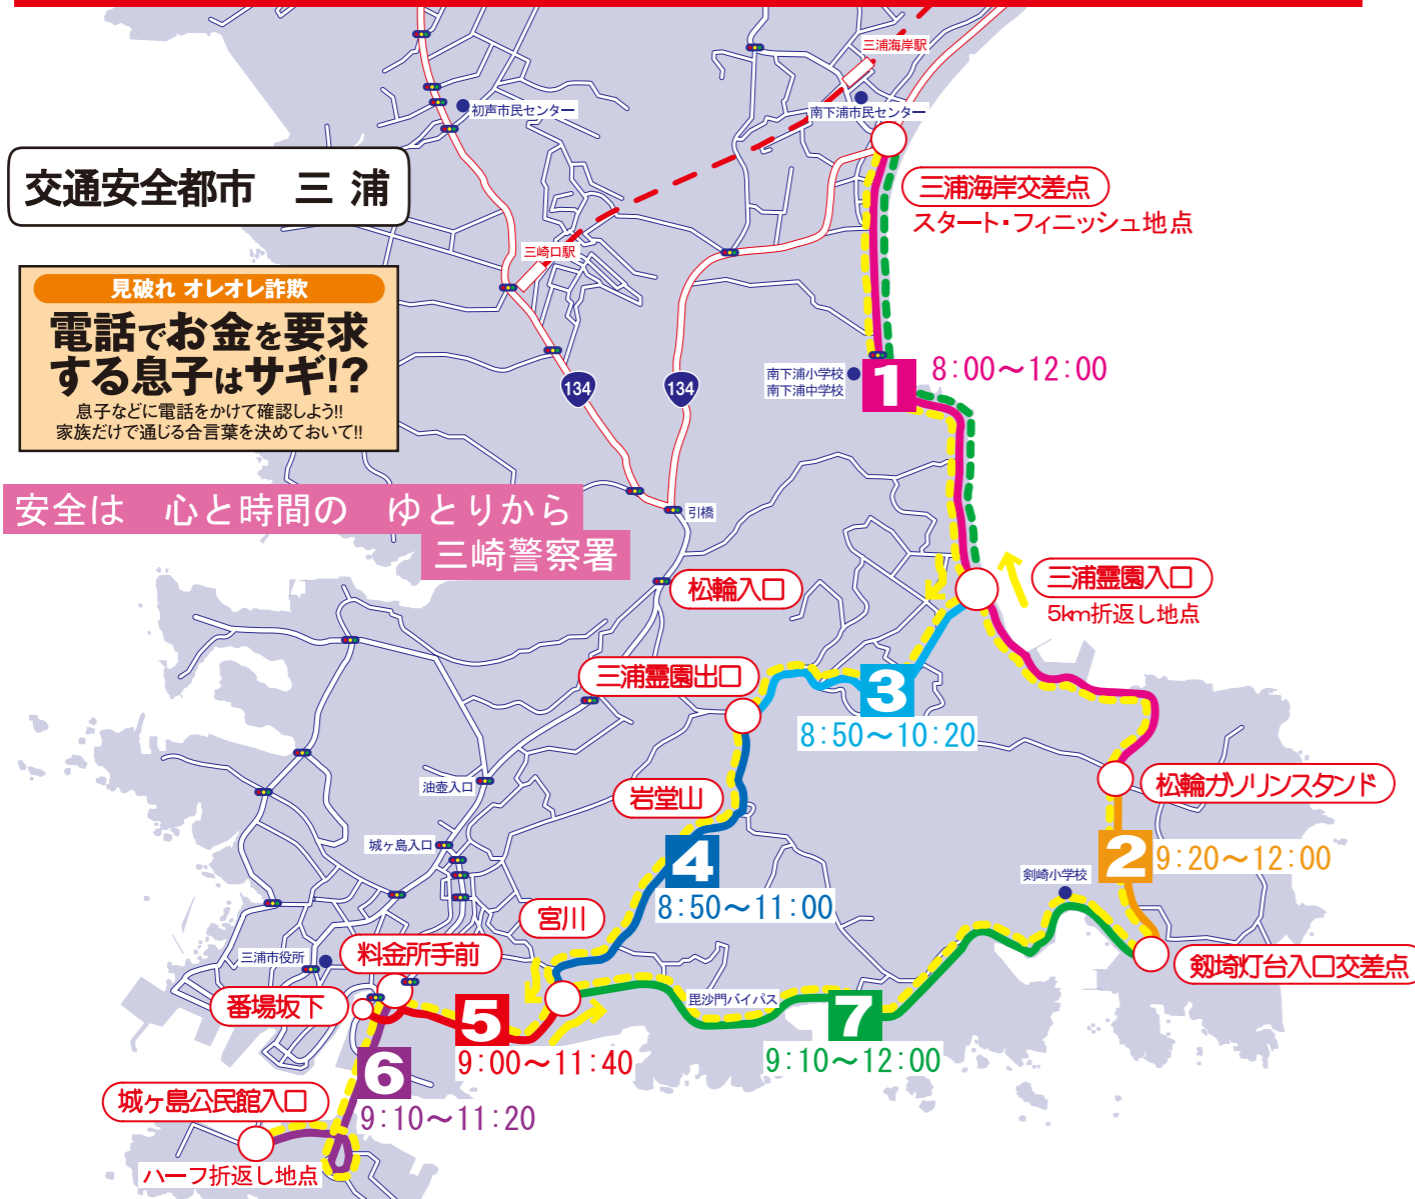 三浦海岸駅
初声市民センター
南下浦市民センター
交通安全都市　三 浦
三浦海岸交差点
スタート・フィニッシュ地点
三崎口駅
見破れ オレオレ詐欺
電話でお金を要求
する息子はサギ!?
息子などに電話をかけて確認しよう!!
家族だけで通じる合言葉を決めておいて!!
134
134
南下浦小学校
南下浦中学校
1
8:00～12:00
安全は　心と時間の　ゆとりから
三崎警察署
引橋
松輪入口
三浦霊園入口
5km折返し地点
三浦霊園出口
3
8:50～10:20
油壺入口
岩堂山
松輪ガソリンスタンド
城ヶ島入口
4
8:50～11:00
2
9:20～12:00
剣崎小学校
宮川
三浦市役所
料金所手前
剱埼灯台入口交差点
番場坂下
毘沙門バイパス
5
9:00～11:40
7
9:10～12:00
6
9:10～11:20
城ヶ島公民館入口
ハーフ折返し地点